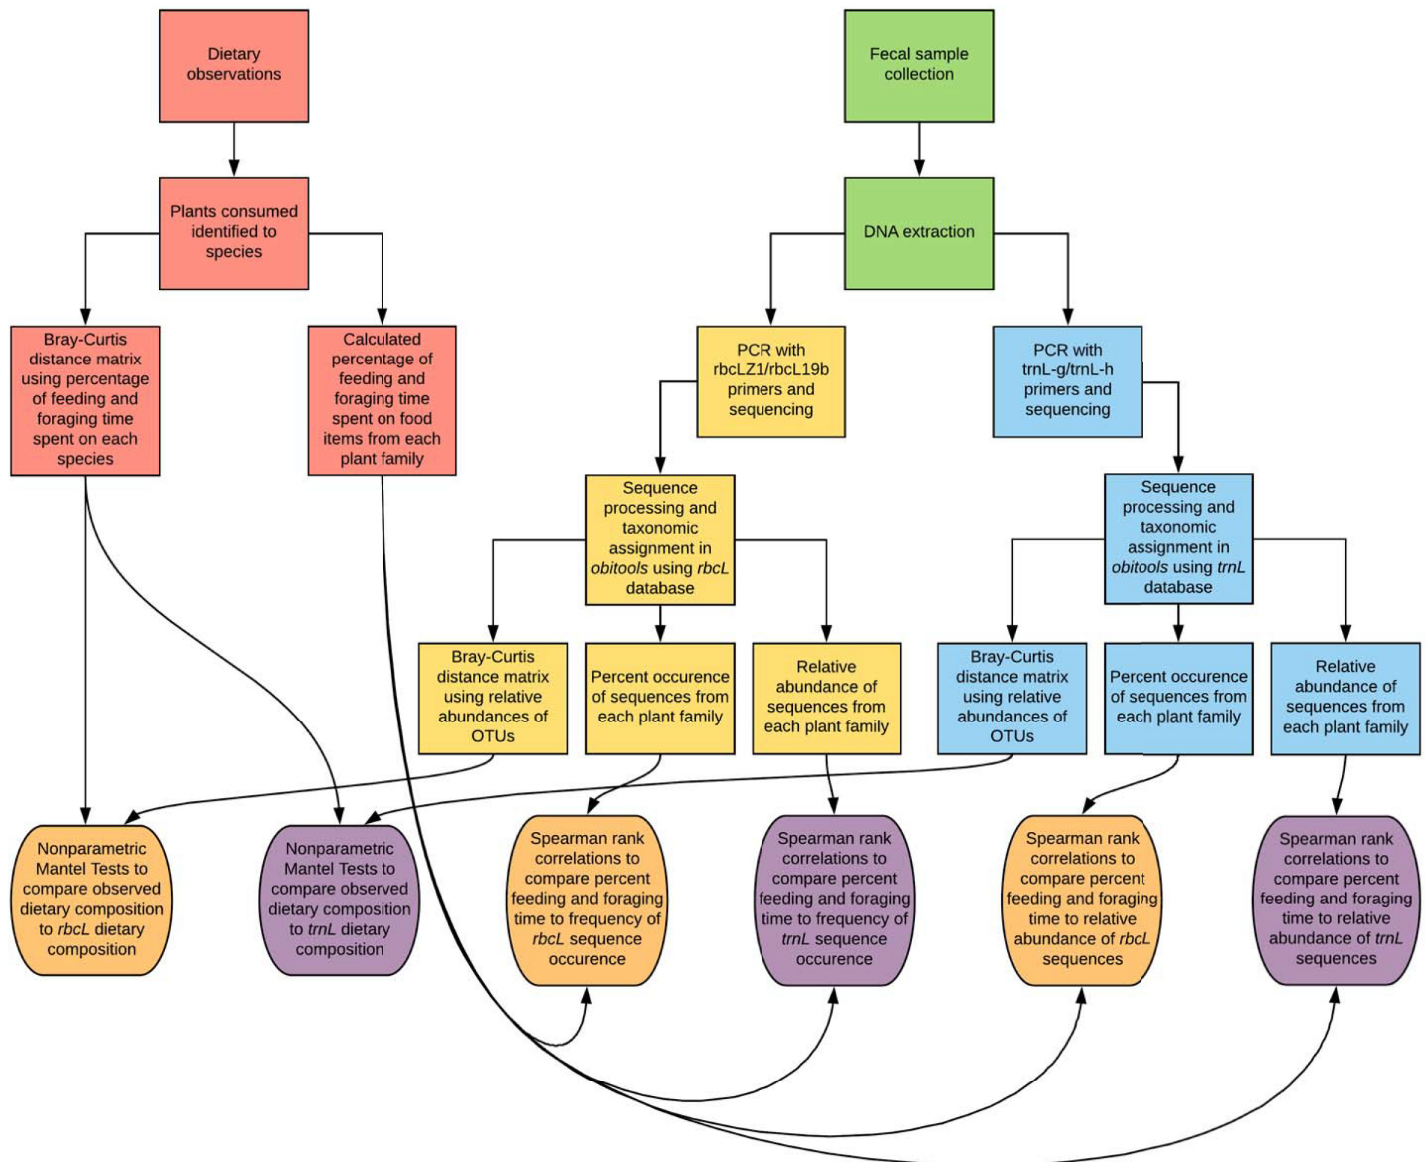 Dietary
observations
Fecal sample
collection
Plants consumed
identified to
species
DNA extraction
Bray-Curtis
distance matrix
using percentage
of feeding and
foraging time
spent on each
species
Calculated
percentage of
feeding and
foraging time
spent on food
items from each
plant family
PCR with
rbcLZ1/rbcL19b
primers and
sequencing
PCR with
trnL-g/trnL-h
primers and
sequencing
Sequence
processing and
taxonomic
assignment in
obitools using rbcL
database
Sequence
processing and
taxonomic
assignment in
obitools using trnL
database
Bray-Curtis
distance matrix
using relative
abundances of
OTUs
Percent occurence
of sequences from
each plant family
Relative
abundance of
sequences from
each plant family
Bray-Curtis
distance matrix
using relative
abundances of
OTUs
Percent occurence
of sequences from
each plant family
Relative
abundance of
sequences from
each plant family
Nonparametric
Mantel Tests to
compare observed
dietary composition
to rbcL dietary
composition
Nonparametric
Mantel Tests to
compare observed
dietary composition
to trnL dietary
composition
Spearman rank
correlations to
compare percent
feeding and foraging
time to frequency of
rbcL sequence
occurence
Spearman rank
correlations to
compare percent
feeding and foraging
time to frequency of
trnL sequence
occurence
Spearman rank
correlations to
compare percent
feeding and foraging
time to relative
abundance of rbcL
sequences
Spearman rank
correlations to
compare percent
feeding and foraging
time to relative
abundance of trnL
sequences